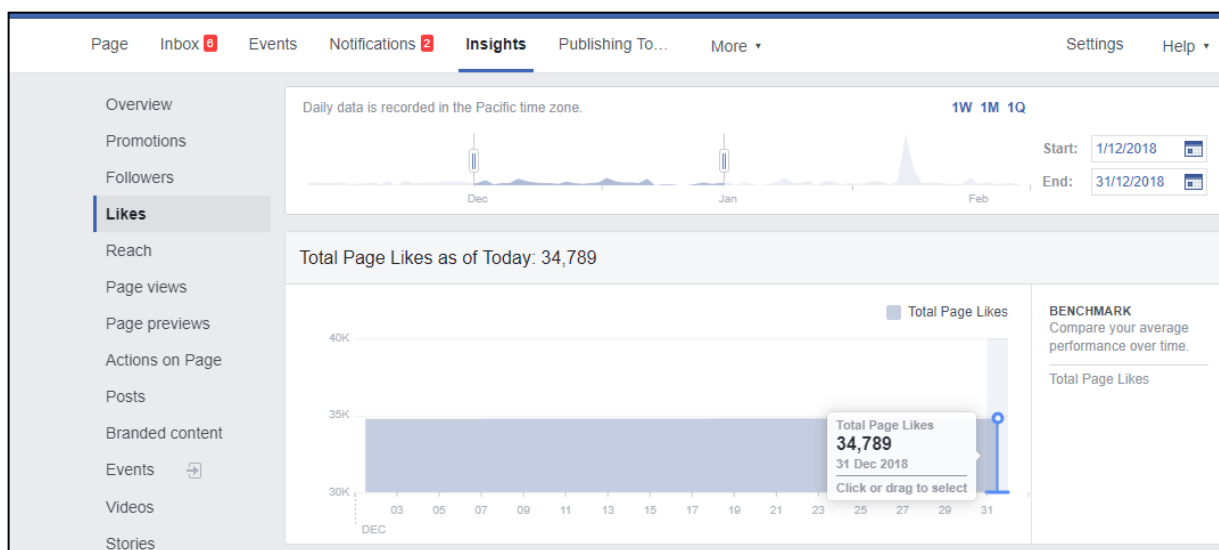 Page Inbox 6 Events Notifications 2 Insights Publishing To... More Settings Help
Overview
Promotions
Followers
Likes
Reach
Page views
Page previews
Actions on Page
Posts
Branded content
Events
Videos
Stories
Daily data is recorded in the Pacific time zone.
1W 1M 1Q
Start: 1/12/2018
End: 31/12/2018
Dec Jan Feb
Total Page Likes as of Today: 34,789
Total Page Likes
40K
35K
30K
Total Page Likes
34,789
31 Dec 2018
Click or drag to select
03 05 07 09 11 13 15 17 19 21 23 25 27 29 31
DEC
BENCHMARK
Compare your average
performance over time.
Total Page Likes